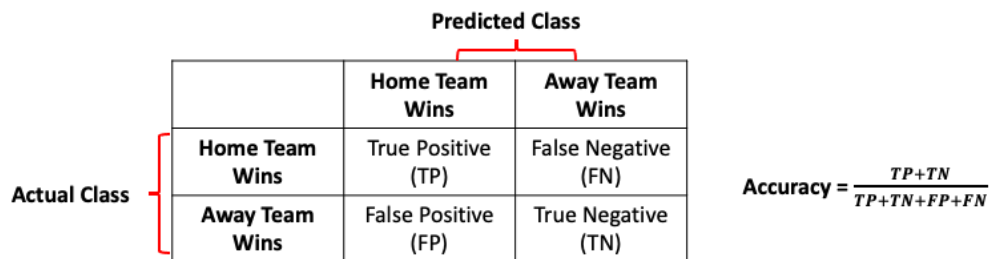 Predicted Class
Home Team
Wins
Away Team
Wins
Home Team
Wins
True Positive
(TP)
False Negative
(FN)
Actual Class
Away Team
Wins
False Positive
(FP)
True Negative
(TN)
Accuracy = TP+TN
TP+TN+FP+FN